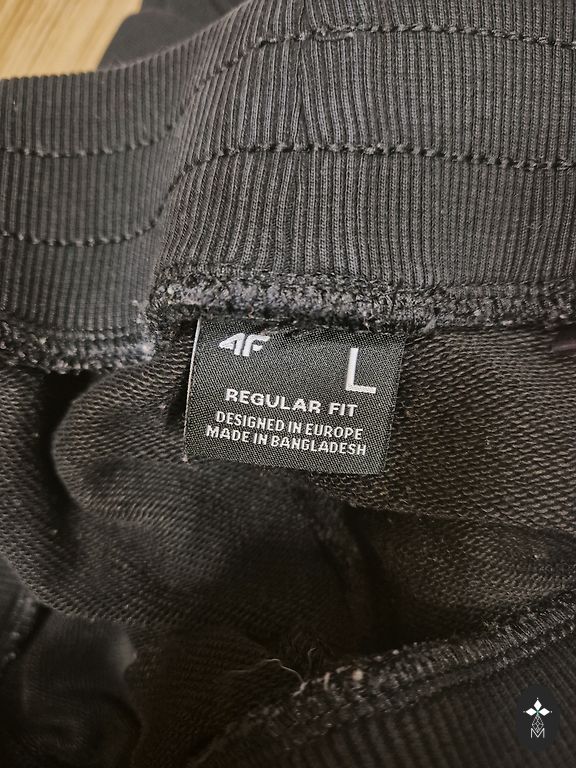 4F
L
REGULAR FIT
DESIGNED IN EUROPE
MADE IN BANGLADESH
M